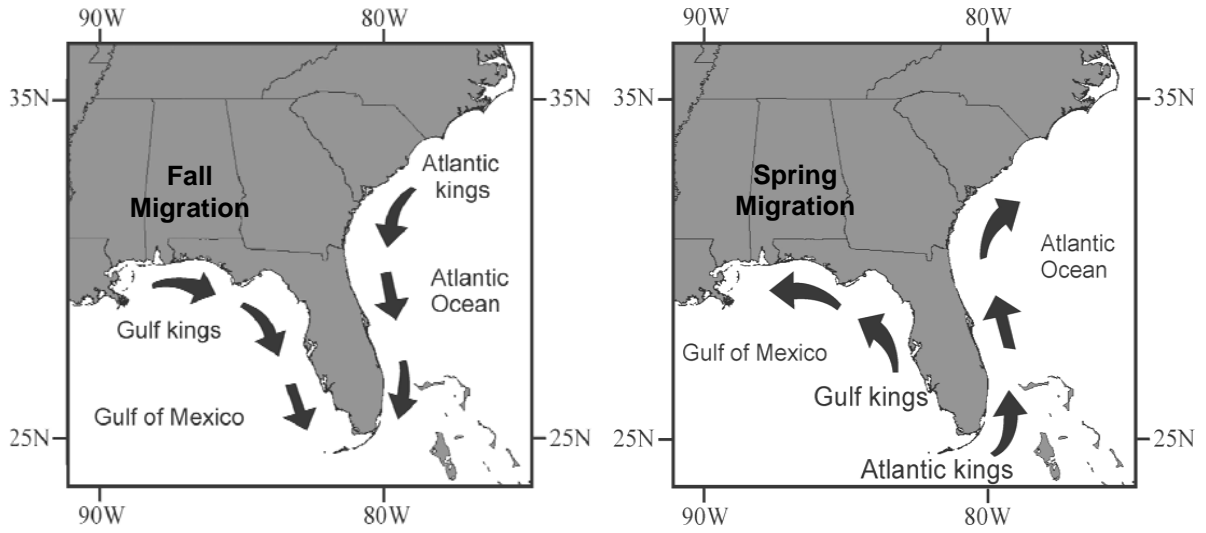 90W
80W
35N
35N
Fall
Migration
Atlantic
kings
Atlantic
Ocean
Gulf kings
Gulf of Mexico
25N
25N
90W
80W
90W
80W
35N
35N
Spring
Migration
Atlantic
Ocean
Gulf of Mexico
Gulf kings
25N
25N
Atlantic kings
90W
80W